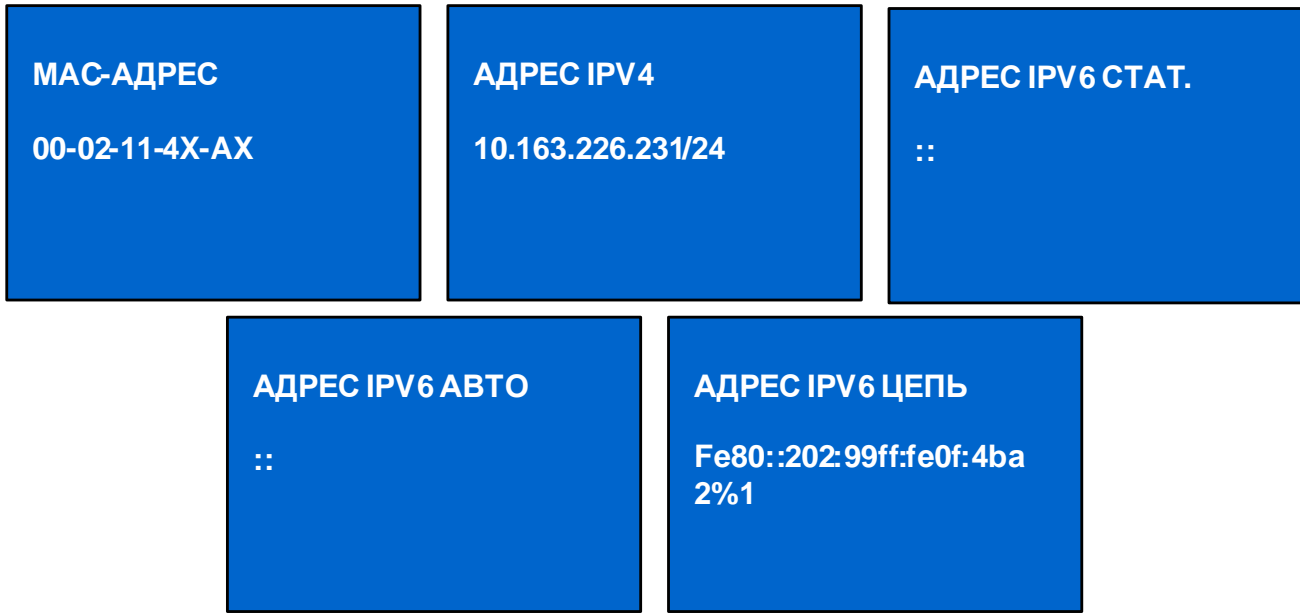 МАС-АДРЕС
00-02-11-4X-AX
АДРЕС IPV4
10.163.226.231/24
АДРЕС IPV6 СТАТ.
::
АДРЕС IPV6 АВТО
::
АДРЕС IPV6 ЦЕПЬ
Fe80::202:99ff:fe0f:4ba
2%1